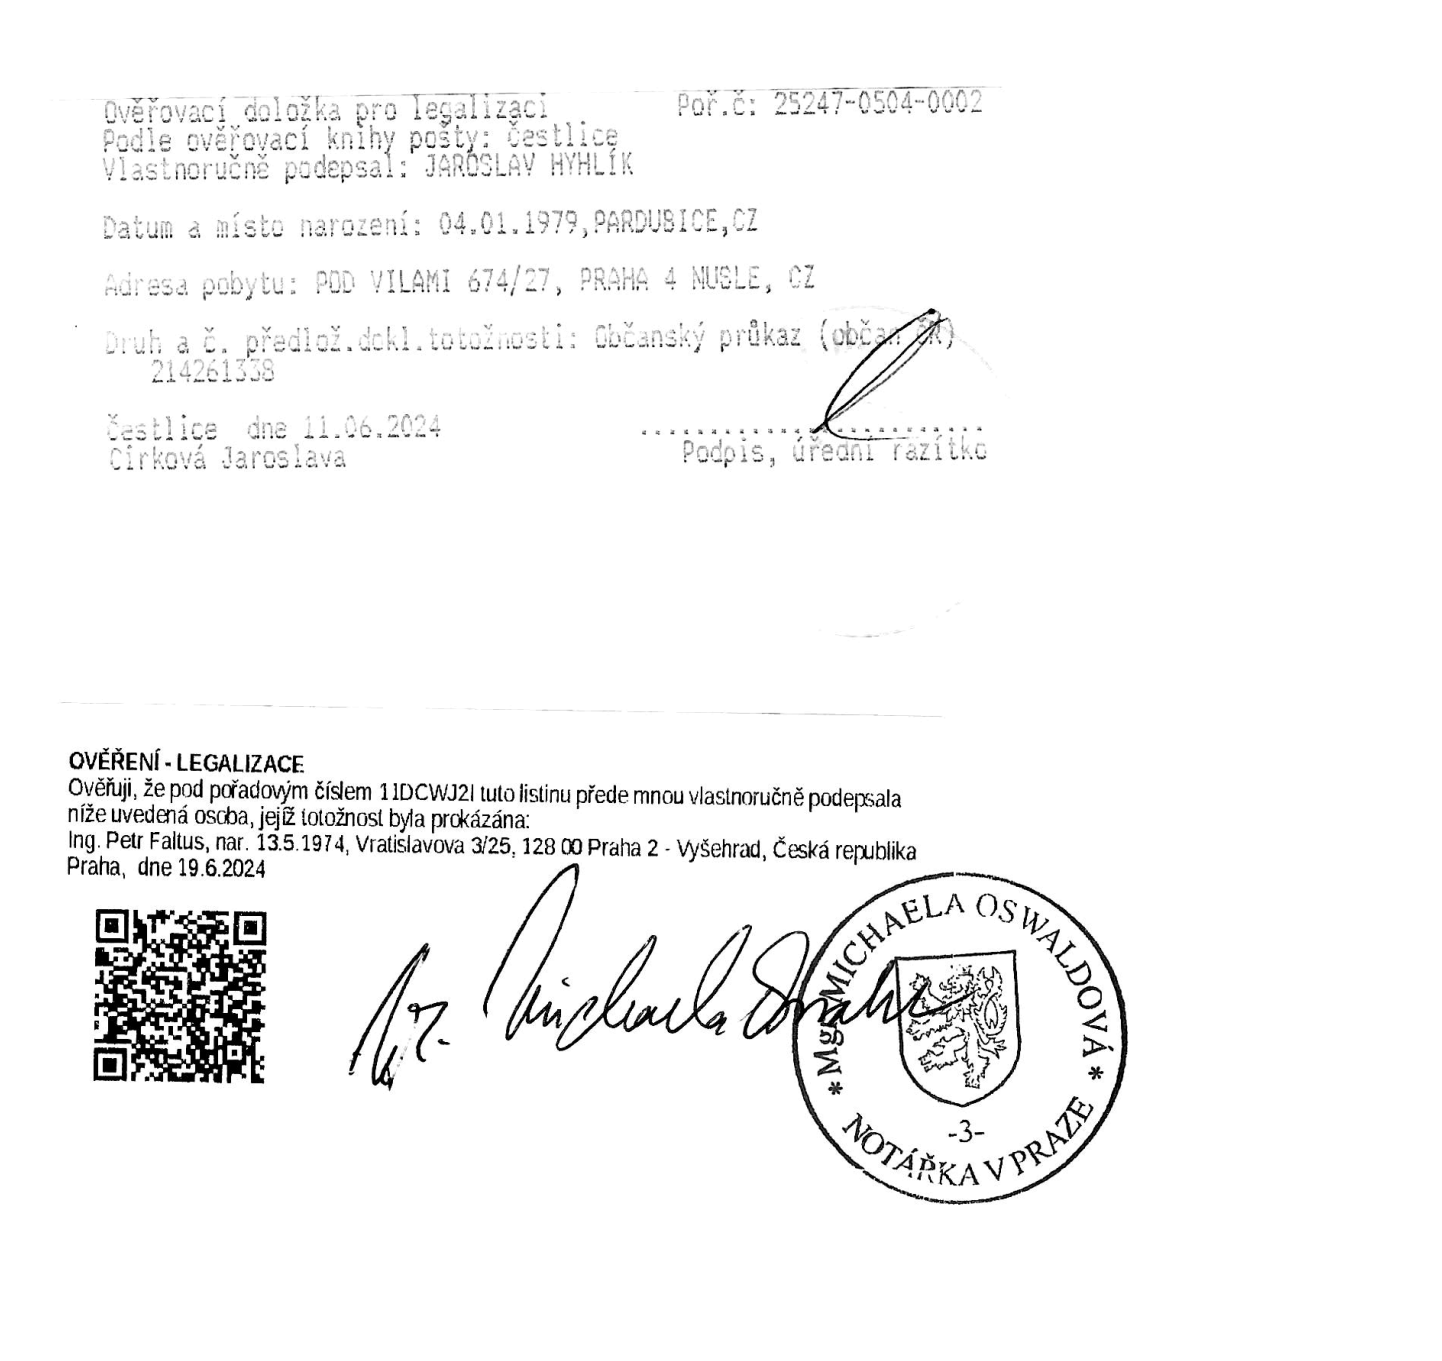 Ověřovací doložka pro legalizaci Poř.č: 25247-0504-0002
Podle ověřovací knihy pošty: Čestlice
Vlastnoručně podepsal: JAROSLAV HYHLÍK
Datum a místo narození: 04.01.1979,PARDUBICE,CZ
Adresa pobytu: POD VILAMI 674/27, PRAHA 4 NUSLE, CZ
Druh a č. předlož.dokl.totožnosti: Občanský průkaz (občan ČR)
214261338
Čestlice dne 11.06.2024
Cirková Jaroslava Podpis, úřední razítko
OVĚŘENÍ - LEGALIZACE
Ověřuji, že pod pořadovým číslem 11DCWJ2I tuto listinu přede mnou vlastnoručně podepsala
níže uvedená osoba, jejíž totožnost byla prokázána:
Ing. Petr Faltus, nar. 13.5.1974, Vratislavova 3/25, 128 00 Praha 2 - Vyšehrad, Česká republika
Praha, dne 19.6.2024
* Mgr. MICHAELA OSWALDOVÁ *
-3-
NOTÁŘKA V PRAZE